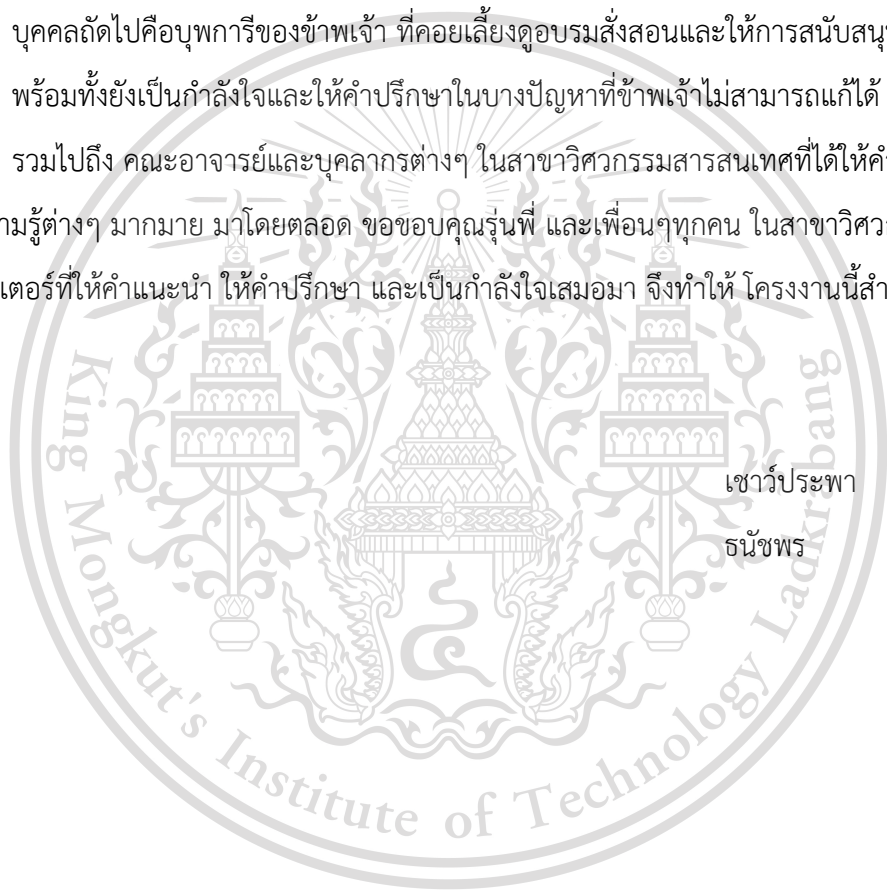 บุคคลถัดไปคือบุพการีของข้าพเจ้า ที่คอยเลี้ยงดูอบรมสั่งสอนและให้การสนับสนุ
พร้อมทั้งยังเป็นกำลังใจและให้คำปรึกษาในบางปัญหาที่ข้าพเจ้าไม่สามารถแก้ได้
รวมไปถึง คณะอาจารย์และบุคลากรต่างๆ ในสาขาวิศวกรรมสารสนเทศที่ได้ให้คำ
ามรู้ต่างๆ มากมาย มาโดยตลอด ขอขอบคุณรุ่นพี่ และเพื่อนๆทุกคน ในสาขาวิศว
เตอร์ที่ให้คำแนะนำ ให้คำปรึกษา และเป็นกำลังใจเสมอมา จึงทำให้ โครงงานนี้สำ
เชาว์ประพา
ธนัชพร
King Mongkut's Institute of Technology Ladkrabang